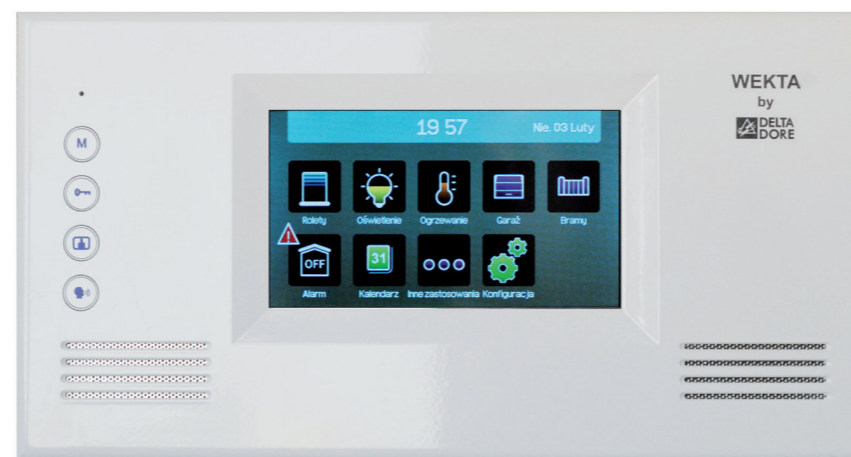 WEKTA
by
DELTA
DORE
M
19 57
Nie. 03 Luty
Rolety
Oświetlenie
Ogrzewanie
Garaż
Bramy
OFF
31
Alarm
Kalendarz
Inne zastosowania
Konfiguracja